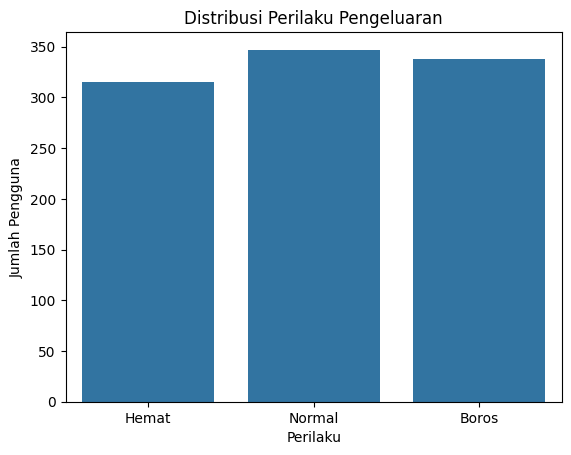 Distribusi Perilaku Pengeluaran
Jumlah Pengguna
350
300
250
200
150
100
50
0
Hemat Normal Boros
Perilaku